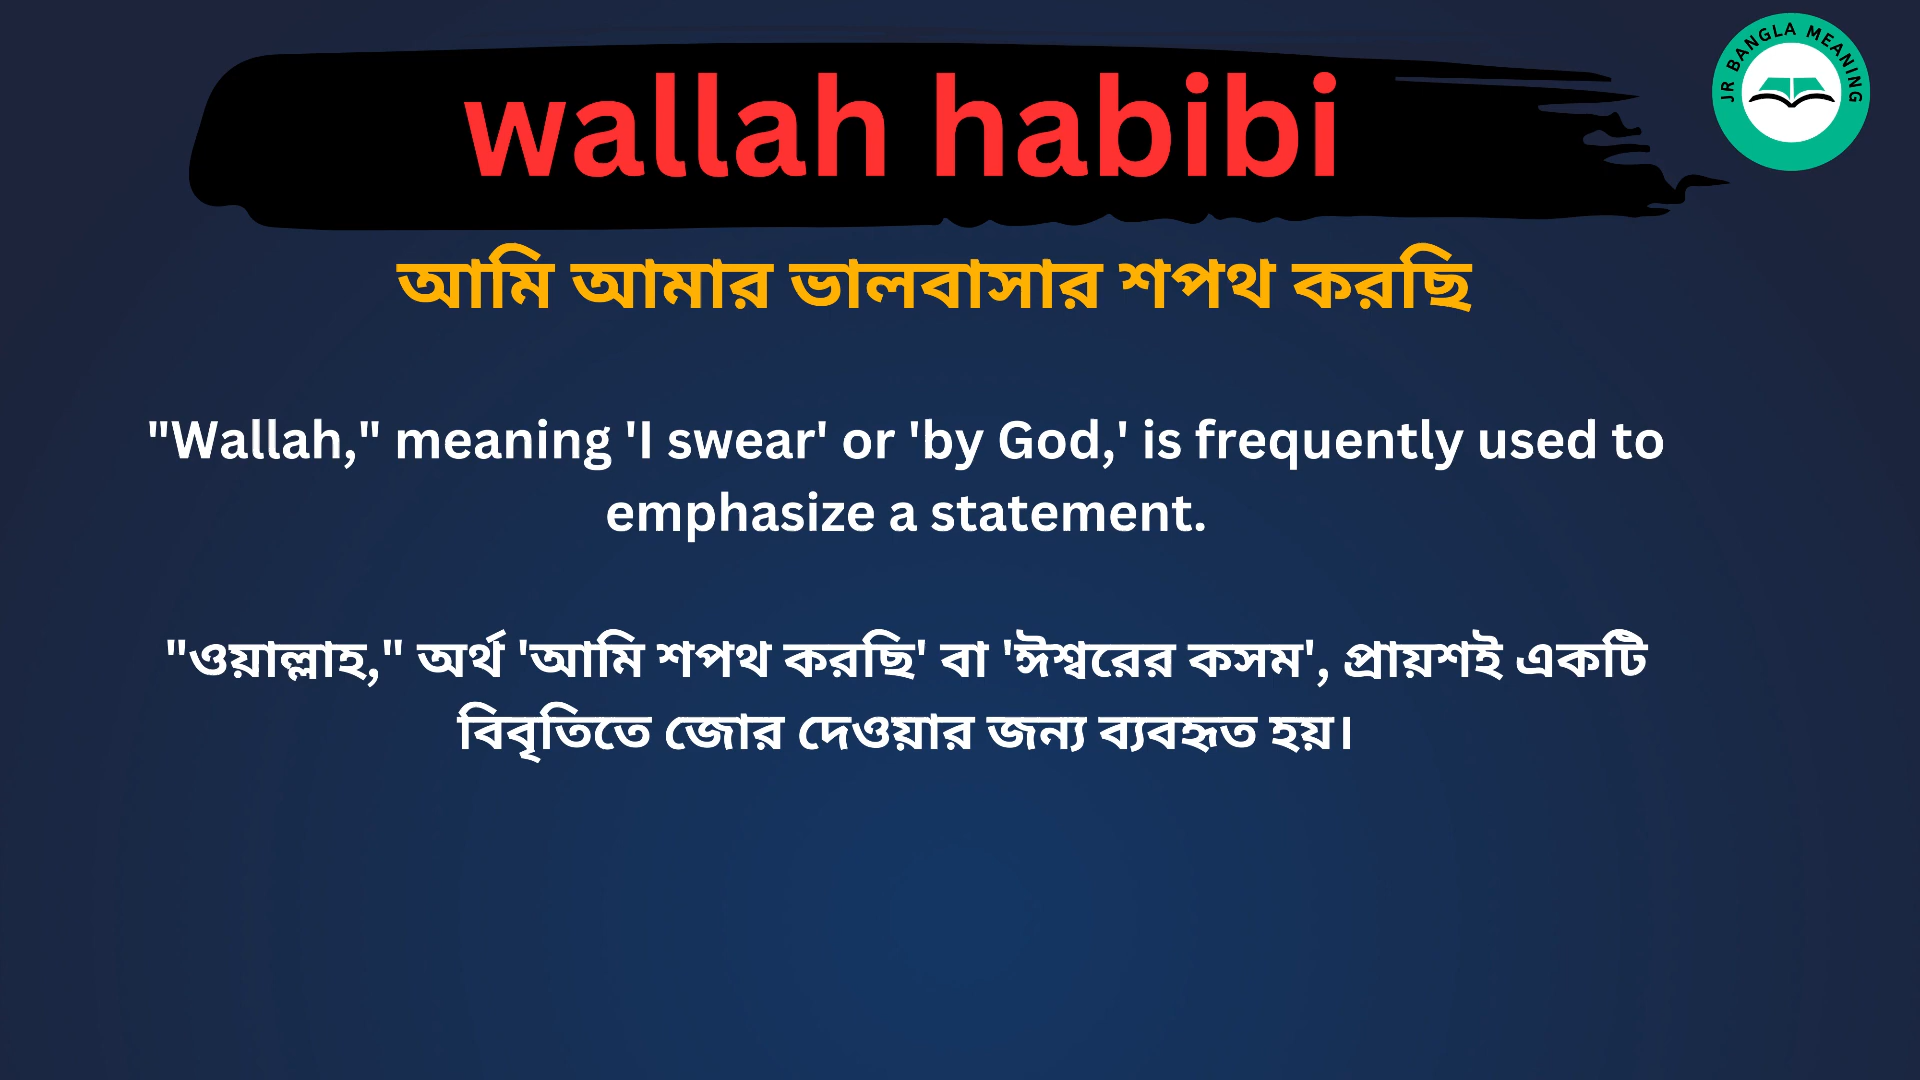 wallah habibi
JR BANGLA MEANING
আমি আমার ভালবাসার শপথ করছি
"Wallah," meaning 'I swear' or 'by God,' is frequently used to
emphasize a statement.
"ওয়াল্লাহ," অর্থ 'আমি শপথ করছি' বা 'ঈশ্বরের কসম', প্রায়শই একটি
বিবৃতিতে জোর দেওয়ার জন্য ব্যবহৃত হয়।